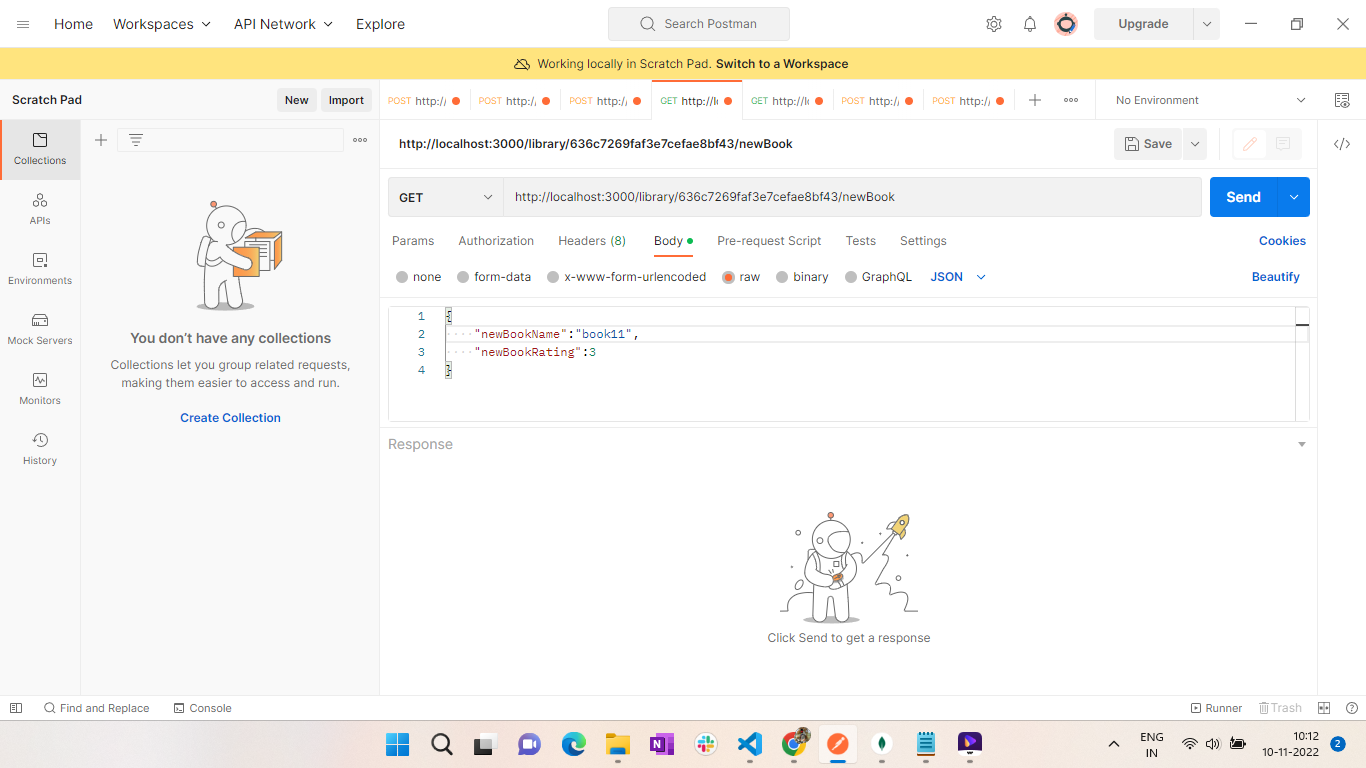 Home Workspaces API Network Explore Search Postman Upgrade
Working locally in Scratch Pad. Switch to a Workspace
Scratch Pad New Import POST http:/ POST http:/ POST http:/ GET http://lo GET http://lo POST http:/ POST http:/ No Environment
Collections
http://localhost:3000/library/636c7269faf3e7cefae8bf43/newBook Save
GET http://localhost:3000/library/636c7269faf3e7cefae8bf43/newBook Send
APIs
Params Authorization Headers (8) Body Pre-request Script Tests Settings Cookies
Environments
none form-data x-www-form-urlencoded raw binary GraphQL JSON Beautify
1 {
2 "newBookName":"book11",
3 "newBookRating":3
4 }
Mock Servers
You don't have any collections
Collections let you group related requests,
making them easier to access and run.
Monitors
Create Collection
Response
History
Click Send to get a response
Find and Replace Console Runner Trash
ENG
IN
10:12
10-11-2022
2